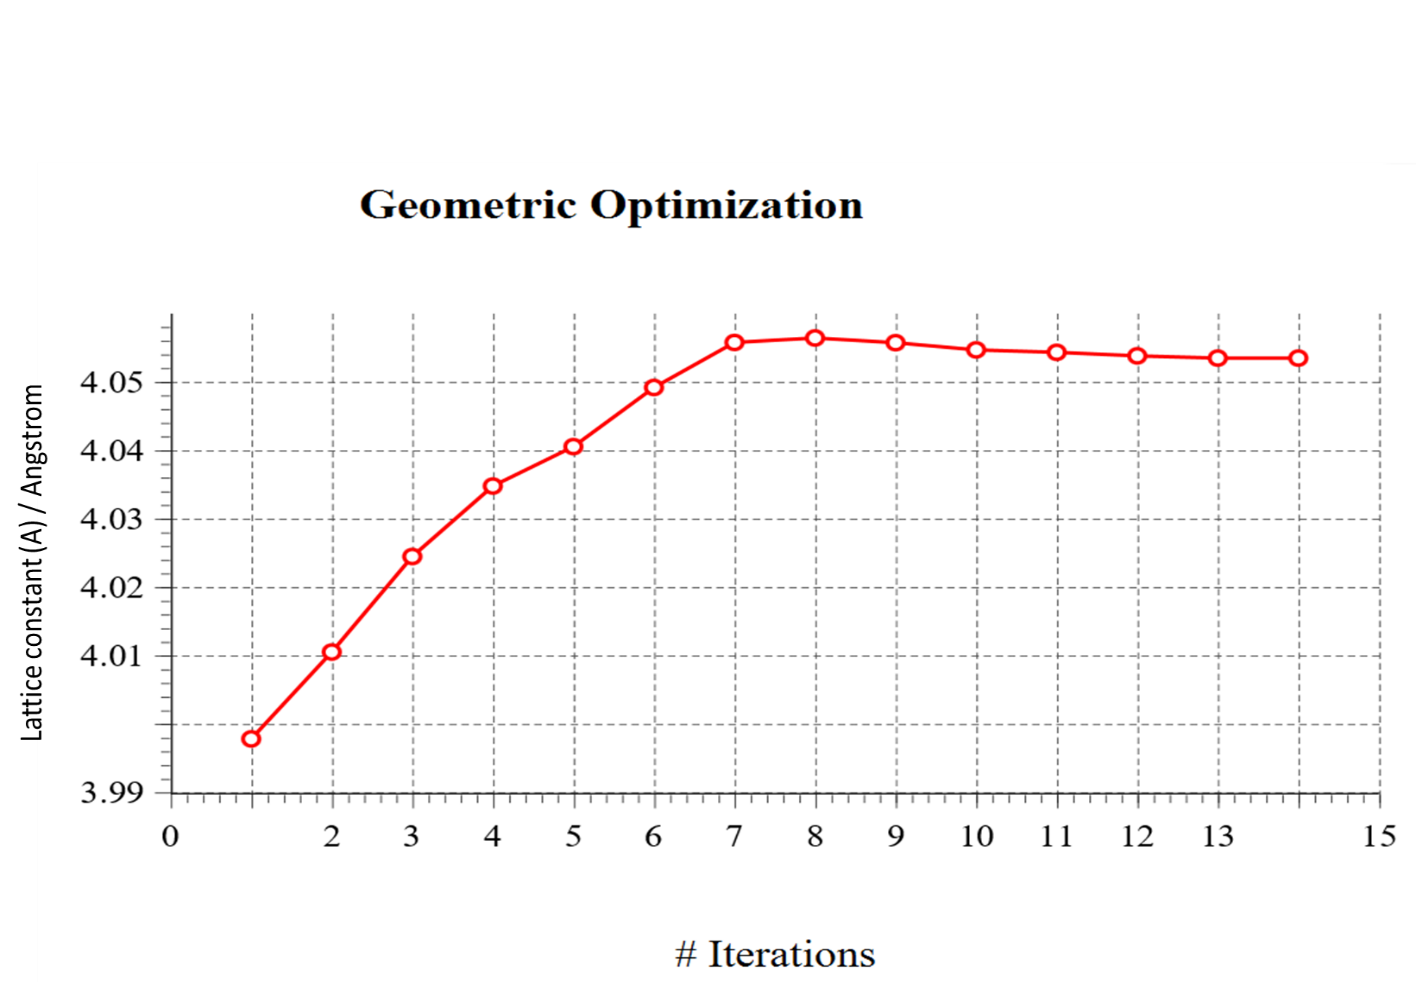 Geometric Optimization
Lattice constant (A) / Angstrom
4.05
4.04
4.03
4.02
4.01
3.99
0 2 3 4 5 6 7 8 9 10 11 12 13 15
# Iterations